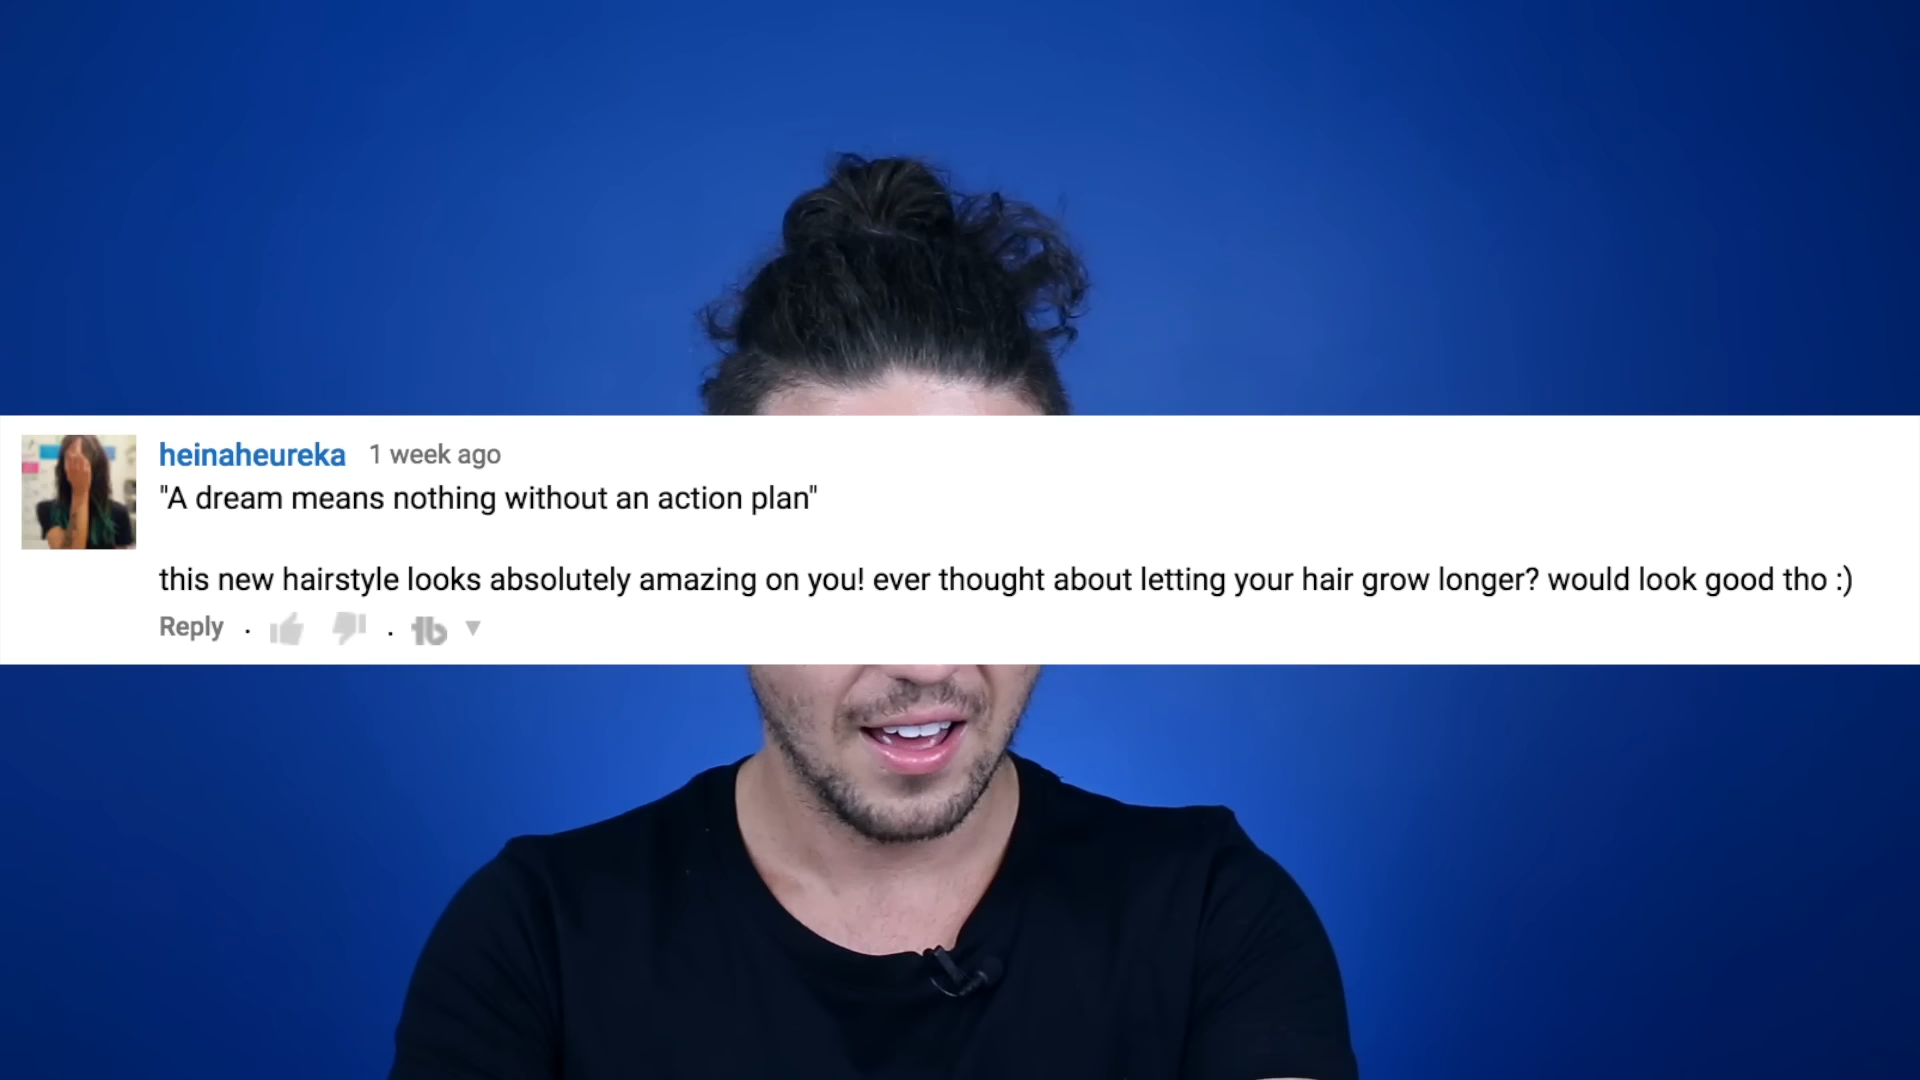 heinaheureka 1 week ago
"A dream means nothing without an action plan"
this new hairstyle looks absolutely amazing on you! ever thought about letting your hair grow longer? would look good tho :)
Reply · · tb ▼